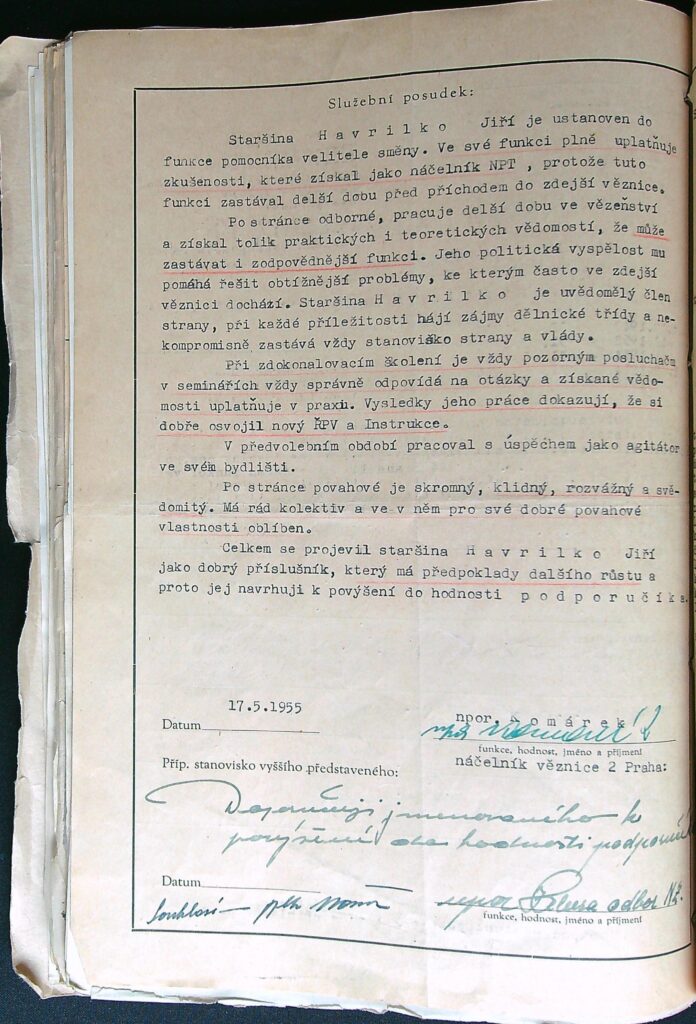 Služební posudek:
Staršina H a v r i l k o Jiří je ustanoven do
funkce pomocníka velitele směny. Ve své funkci plně uplatňuje
zkušenosti, které získal jako náčelník NPT , protože tuto
funkci zastával delší dobu před příchodem do zdejší věznice.
Po stránce odborné, pracuje delší dobu ve vězeňství
a získal tolik praktických i teoretických vědomostí, že může
zastávat i zodpovědnější funkci. Jeho politická vyspělost mu
pomáhá řešit obtížnější problémy, ke kterým často ve zdejší
věznici dochází. Staršina H a v r i l k o je uvědomělý člen
strany, při každé příležitosti hájí zájmy dělnické třídy a ne-
kompromisně zastává vždy stanovisko strany a vlády.
Při zdokonalovacím školení je vždy pozorným posluchačm
v seminářích vždy správně odpovídá na otázky a získané vědo-
mosti uplatňuje v praxi. Vysledky jeho práce dokazují, že si
dobře osvojil nový ŘPV a Instrukce.
V předvolebním období pracoval s úspěchem jako agitátor
ve svém bydlišti.
Po stránce povahové je skromný, klidný, rozvážný a svě-
domitý. Má rád kolektiv a ve v něm pro své dobré povahové
vlastnosti oblíben.
Celkem se projevil staršina H a v r i l k o Jiří
jako dobrý příslušník, který má předpoklady dalšího růstu a
proto jej navrhuji k povýšení do hodnosti p o d p o r u č í k a.
17.5.1955
Datum
npor. K o m á r e k
funkce, hodnost, jméno a příjmení
náčelník věznice 2 Praha:
Příp. stanovisko vyššího představeného:
Doporučuji jmenovaného k
povýšení do hodnosti podporučíka
Datum
odbor NZ.
funkce, hodnost, jméno a příjmení